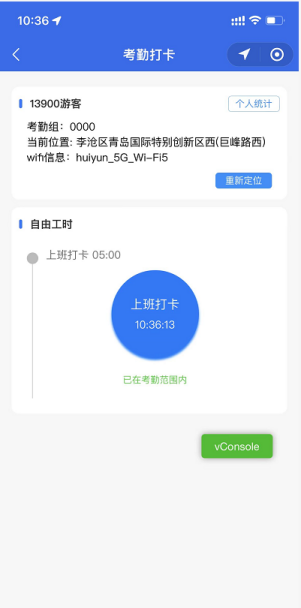 10:36
考勤打卡
13900游客
个人统计
考勤组：0000
当前位置: 李沧区青岛国际特别创新区西(巨峰路西)
wifi信息：huiyun_5G_Wi-Fi5
重新定位
自由工时
上班打卡 05:00
上班打卡
10:36:13
已在考勤范围内
vConsole